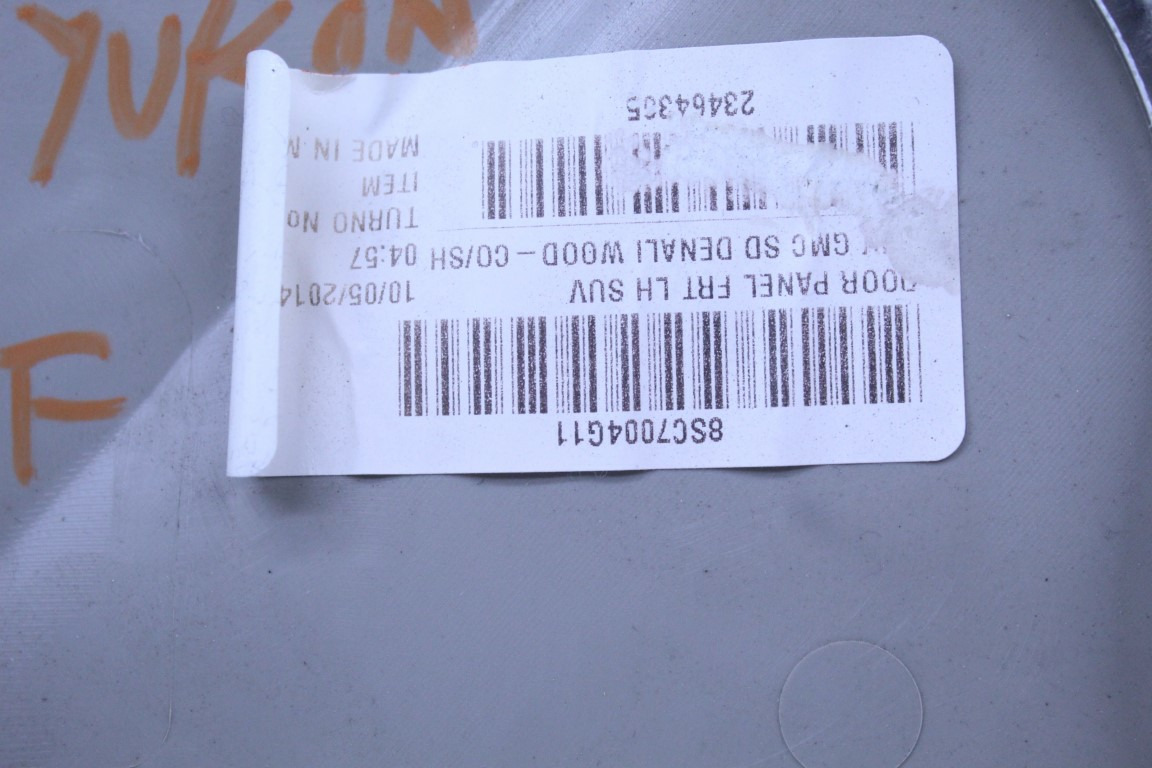 YUKON
F
8SC7004G11
DOOR PANEL FRT LH SUV 10/05/2014
GMC SD DENALI WOOD – CO/SH 04:57
TURNO No
ITEM
MADE IN